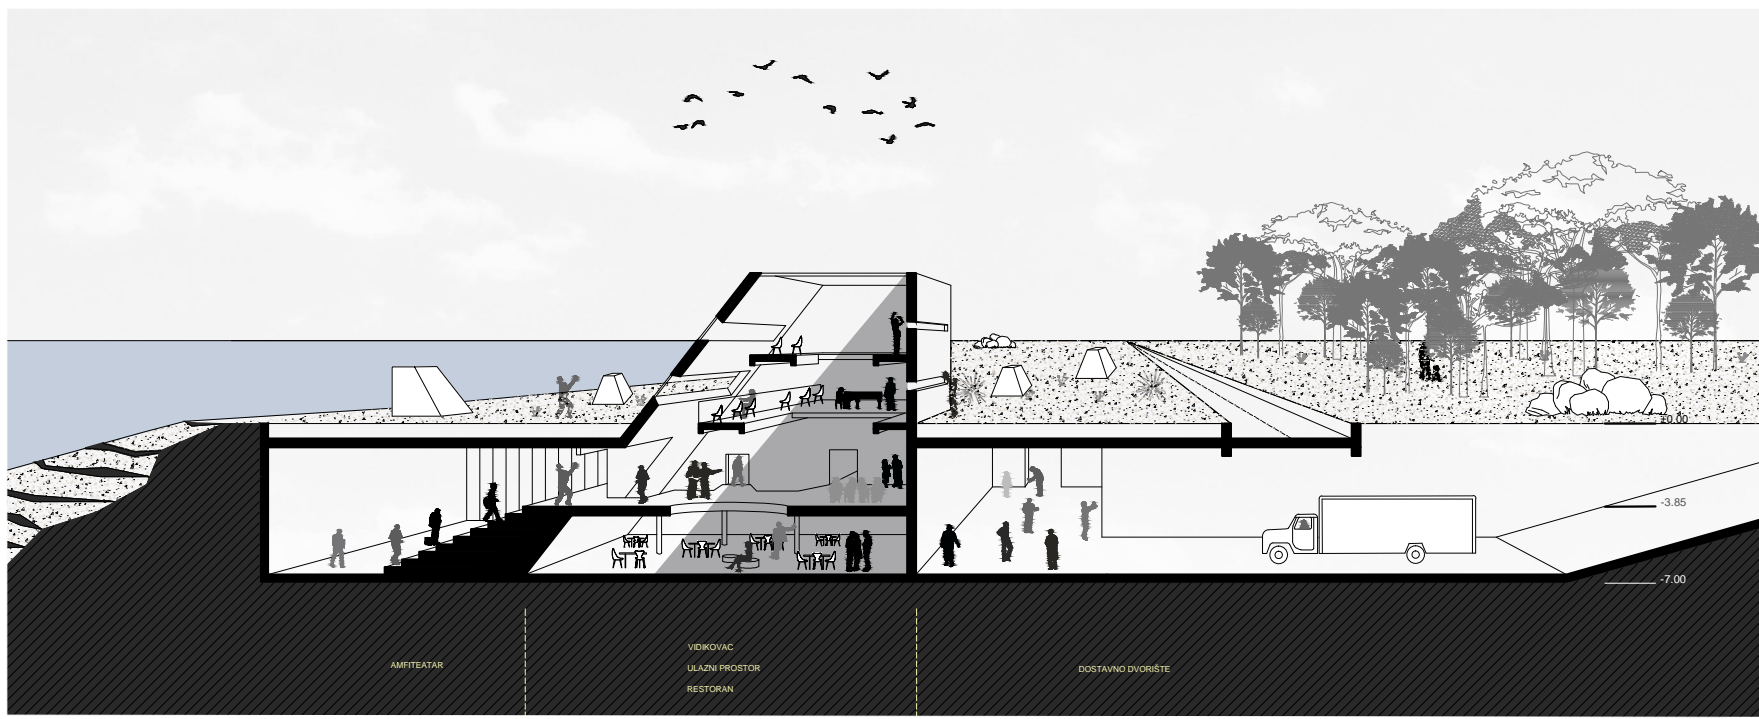 ±0.00
-3.85
-7.00
AMFITEATAR
VIDIKOVAC
ULAZNI PROSTOR
RESTORAN
DOSTAVNO DVORIŠTE